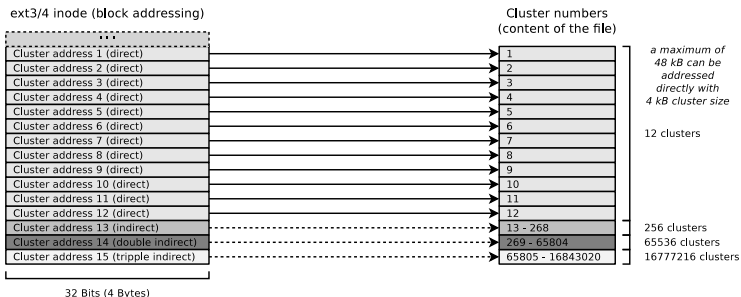 ext3/4 inode (block addressing)
Cluster numbers
(content of the file)
...
Cluster address 1 (direct)
1
Cluster address 2 (direct)
2
Cluster address 3 (direct)
3
Cluster address 4 (direct)
4
Cluster address 5 (direct)
5
Cluster address 6 (direct)
6
Cluster address 7 (direct)
7
Cluster address 8 (direct)
8
Cluster address 9 (direct)
9
Cluster address 10 (direct)
10
Cluster address 11 (direct)
11
Cluster address 12 (direct)
12
a maximum of
48 kB can be
addressed
directly with
4 kB cluster size
12 clusters
Cluster address 13 (indirect)
13 - 268
256 clusters
Cluster address 14 (double indirect)
269 - 65804
65536 clusters
Cluster address 15 (tripple indirect)
65805 - 16843020
16777216 clusters
32 Bits (4 Bytes)